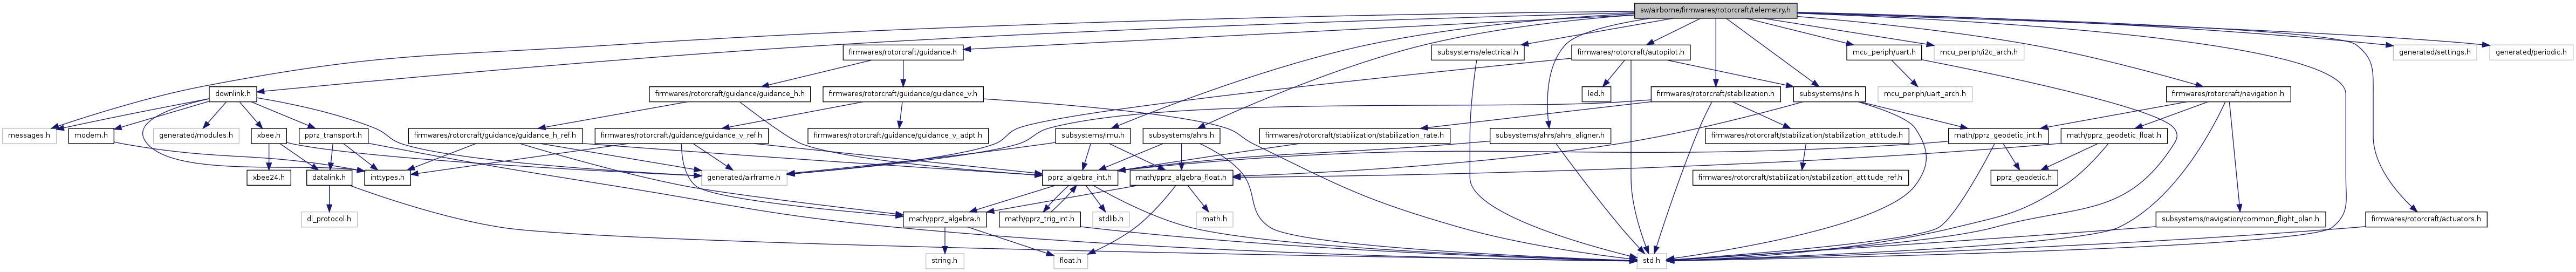 sw/airborne/firmwares/rotorcraft/telemetry.h
firmwares/rotorcraft/guidance.h
subsystems/electrical.h
firmwares/rotorcraft/autopilot.h
mcu_periph/uart.h
mcu_periph/i2c_arch.h
generated/settings.h
generated/periodic.h
downlink.h
firmwares/rotorcraft/guidance/guidance_h.h
firmwares/rotorcraft/guidance/guidance_v.h
led.h
firmwares/rotorcraft/stabilization.h
subsystems/ins.h
mcu_periph/uart_arch.h
firmwares/rotorcraft/navigation.h
messages.h
modem.h
generated/modules.h
xbee.h
pprz_transport.h
firmwares/rotorcraft/guidance/guidance_h_ref.h
firmwares/rotorcraft/guidance/guidance_v_ref.h
firmwares/rotorcraft/guidance/guidance_v_adpt.h
subsystems/imu.h
subsystems/ahrs.h
firmwares/rotorcraft/stabilization/stabilization_rate.h
subsystems/ahrs/ahrs_aligner.h
firmwares/rotorcraft/stabilization/stabilization_attitude.h
math/pprz_geodetic_int.h
math/pprz_geodetic_float.h
xbee24.h
datalink.h
inttypes.h
generated/airframe.h
pprz_algebra_int.h
math/pprz_algebra_float.h
firmwares/rotorcraft/stabilization/stabilization_attitude_ref.h
pprz_geodetic.h
dl_protocol.h
math/pprz_algebra.h
math/pprz_trig_int.h
stdlib.h
math.h
subsystems/navigation/common_flight_plan.h
firmwares/rotorcraft/actuators.h
string.h
float.h
std.h